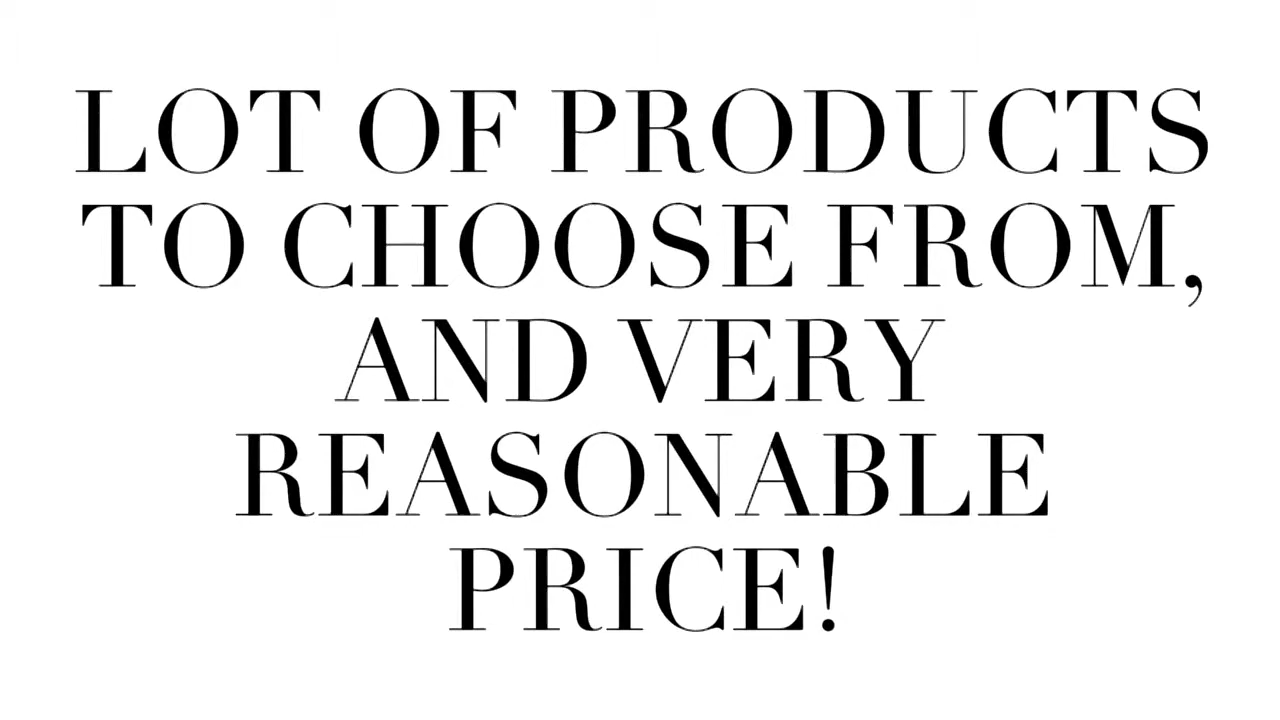 LOT OF PRODUCTS
TO CHOOSE FROM,
AND VERY
REASONABLE
PRICE!